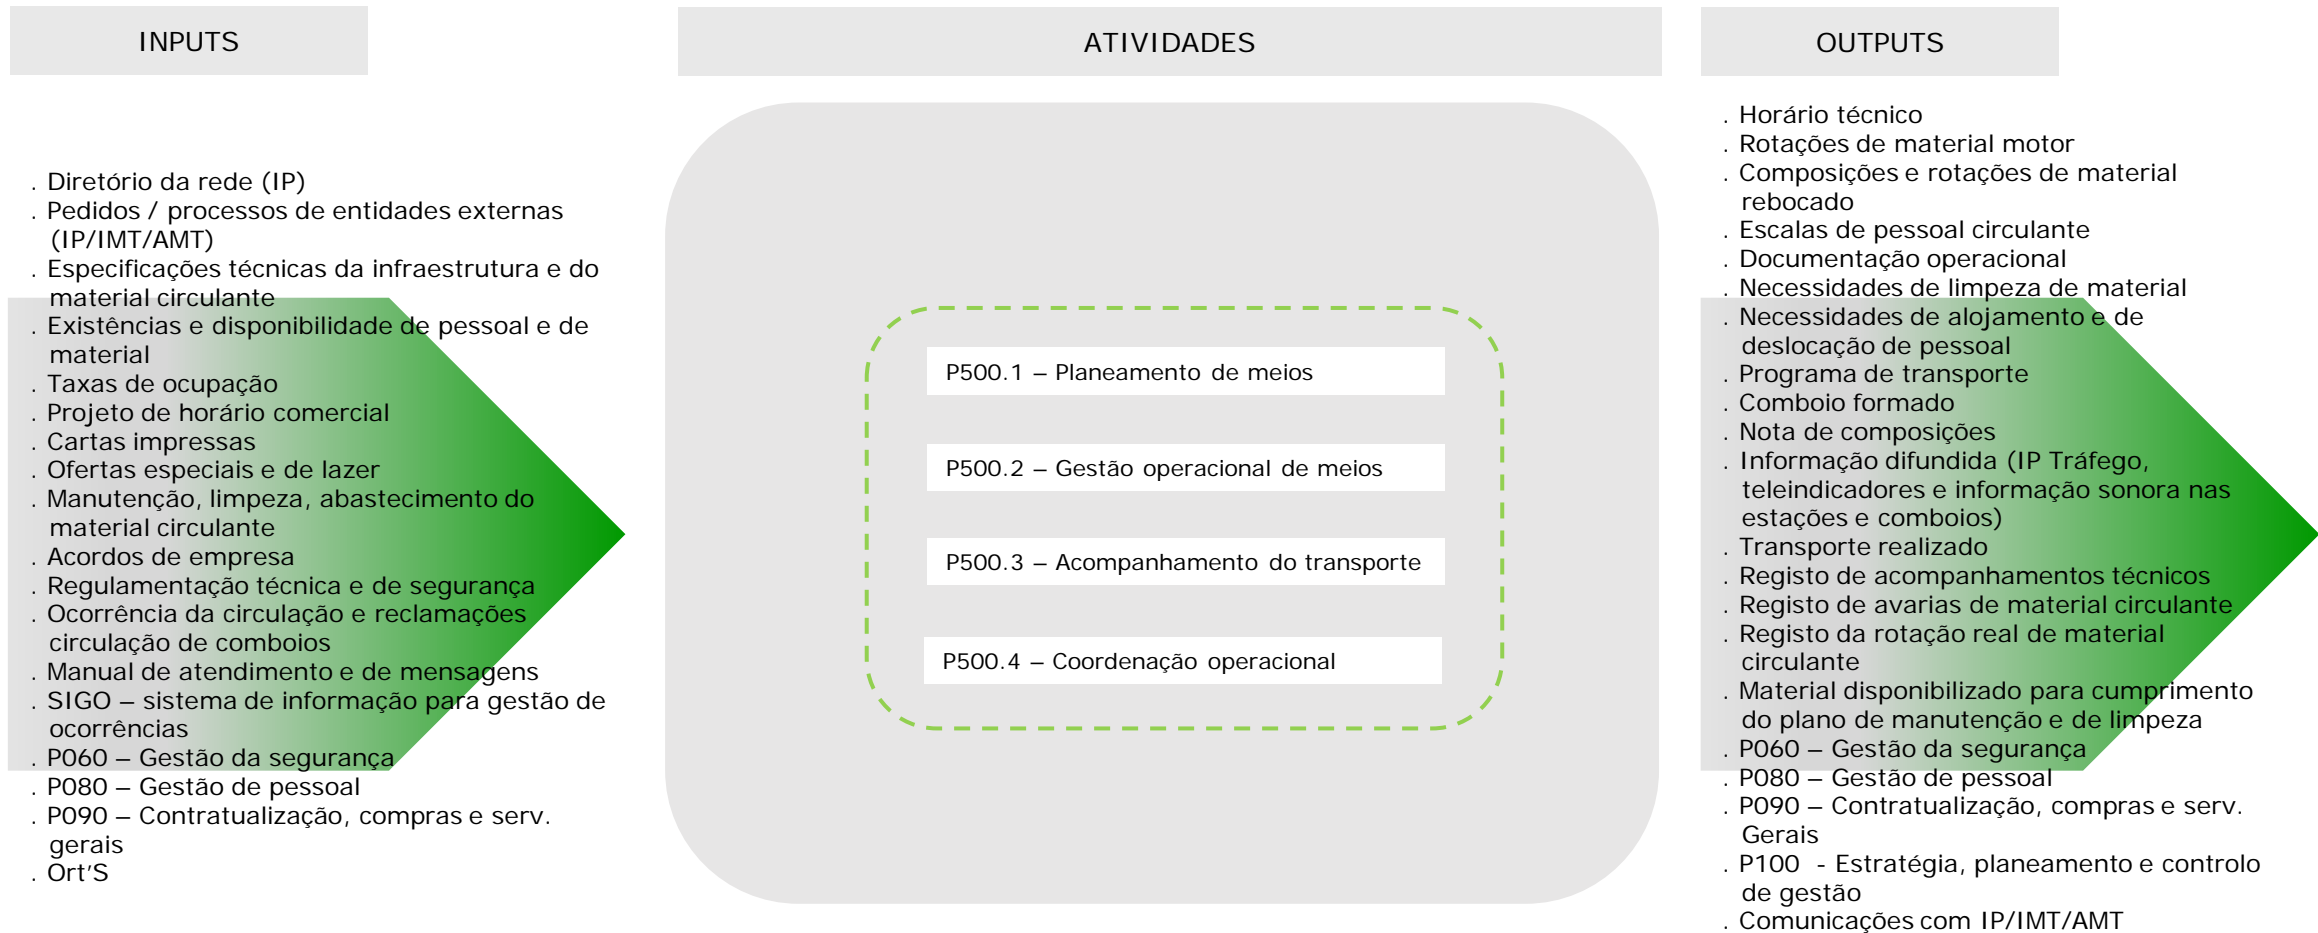 INPUTS
. Diretório da rede (IP)
. Pedidos / processos de entidades externas
(IP/IMT/AMT)
. Especificações técnicas da infraestrutura e do
material circulante
. Existências e disponibilidade de pessoal e de
material
. Taxas de ocupação
. Projeto de horário comercial
. Cartas impressas
. Ofertas especiais e de lazer
. Manutenção, limpeza, abastecimento do
material circulante
. Acordos de empresa
. Regulamentação técnica e de segurança
. Ocorrência da circulação e reclamações
circulação de comboios
. Manual de atendimento e de mensagens
. SIGO – sistema de informação para gestão de
ocorrências
. P060 – Gestão da segurança
. P080 – Gestão de pessoal
. P090 – Contratualização, compras e serv.
gerais
. Ort’S
ATIVIDADES
P500.1 – Planeamento de meios
P500.2 – Gestão operacional de meios
P500.3 – Acompanhamento do transporte
P500.4 – Coordenação operacional
OUTPUTS
. Horário técnico
. Rotações de material motor
. Composições e rotações de material
rebocado
. Escalas de pessoal circulante
. Documentação operacional
. Necessidades de limpeza de material
. Necessidades de alojamento e de
deslocação de pessoal
. Programa de transporte
. Comboio formado
. Nota de composições
. Informação difundida (IP Tráfego,
teleindicadores e informação sonora nas
estações e comboios)
. Transporte realizado
. Registo de acompanhamentos técnicos
. Registo de avarias de material circulante
. Registo da rotação real de material
circulante
. Material disponibilizado para cumprimento
do plano de manutenção e de limpeza
. P060 – Gestão da segurança
. P080 – Gestão de pessoal
. P090 – Contratualização, compras e serv.
Gerais
. P100 - Estratégia, planeamento e controlo
de gestão
. Comunicações com IP/IMT/AMT